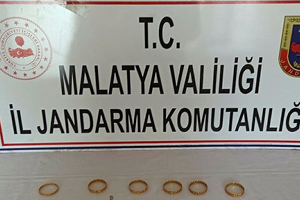 T.C.
MALATYA VALİLİĞİ
İL JANDARMA KOMUTANLIĞ